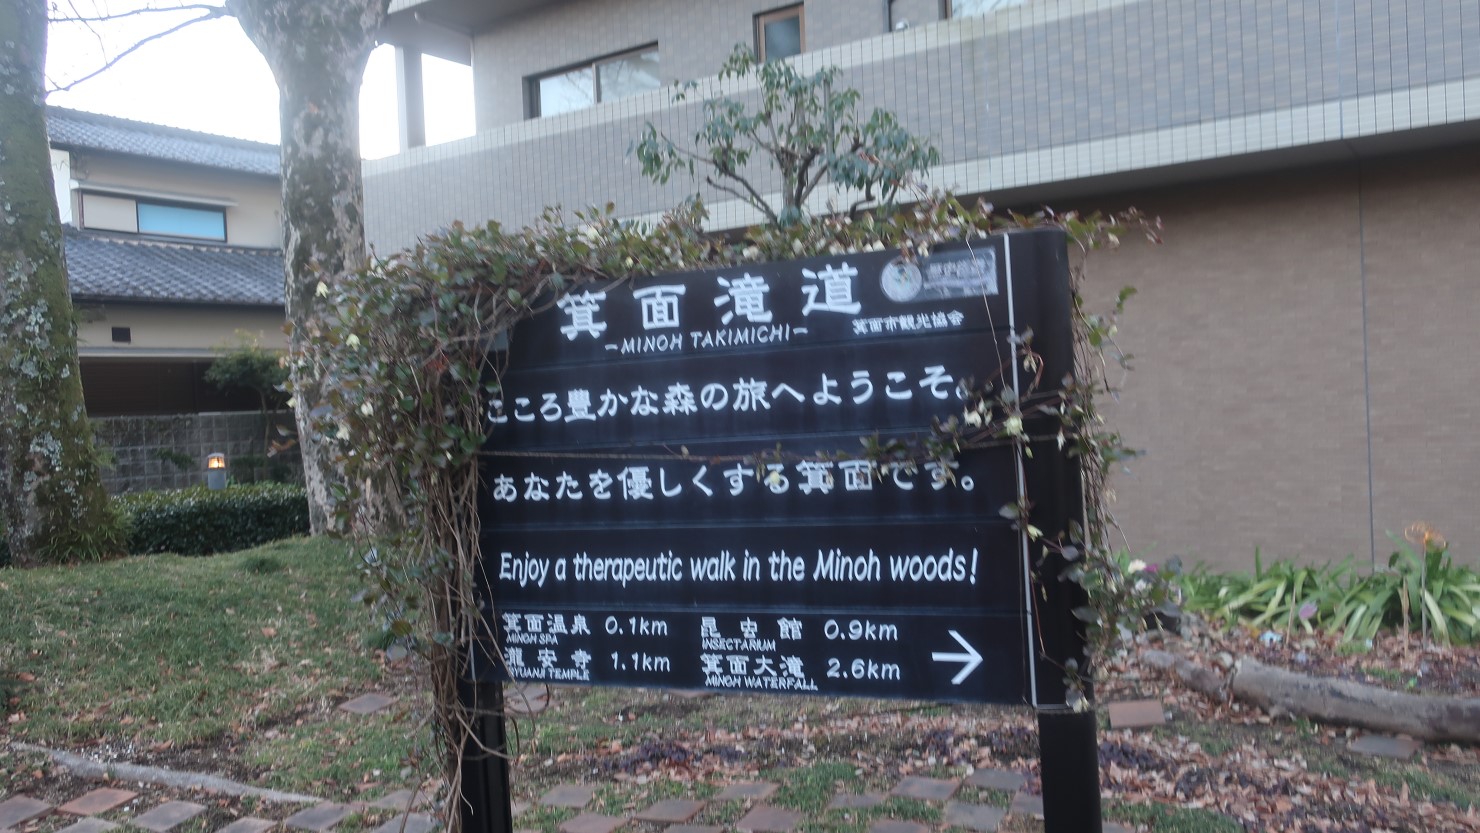 箕面滝道
-MINOH TAKIMICHI-
箕面市観光協会
こころ豊かな森の旅へようこそ。
あなたを優しくする箕面です。
Enjoy a therapeutic walk in the Minoh woods!
箕面温泉 0.1km 昆虫館 0.9km
MINOH SPA INSECTARIUM
瀧安寺 1.1km 箕面大滝 2.6km
RYUANJI TEMPLE MINOH WATERFALL